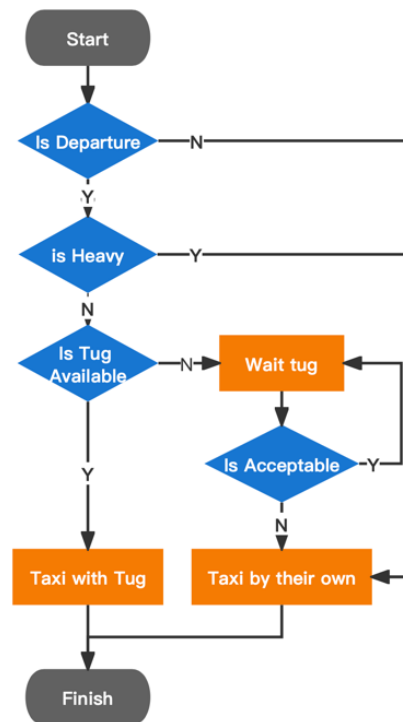 Start
Is Departure
N
Y
is Heavy
Y
N
Is Tug
Available
N
Wait tug
Is Acceptable
Y
Y
N
Taxi with Tug
Taxi by their own
Finish